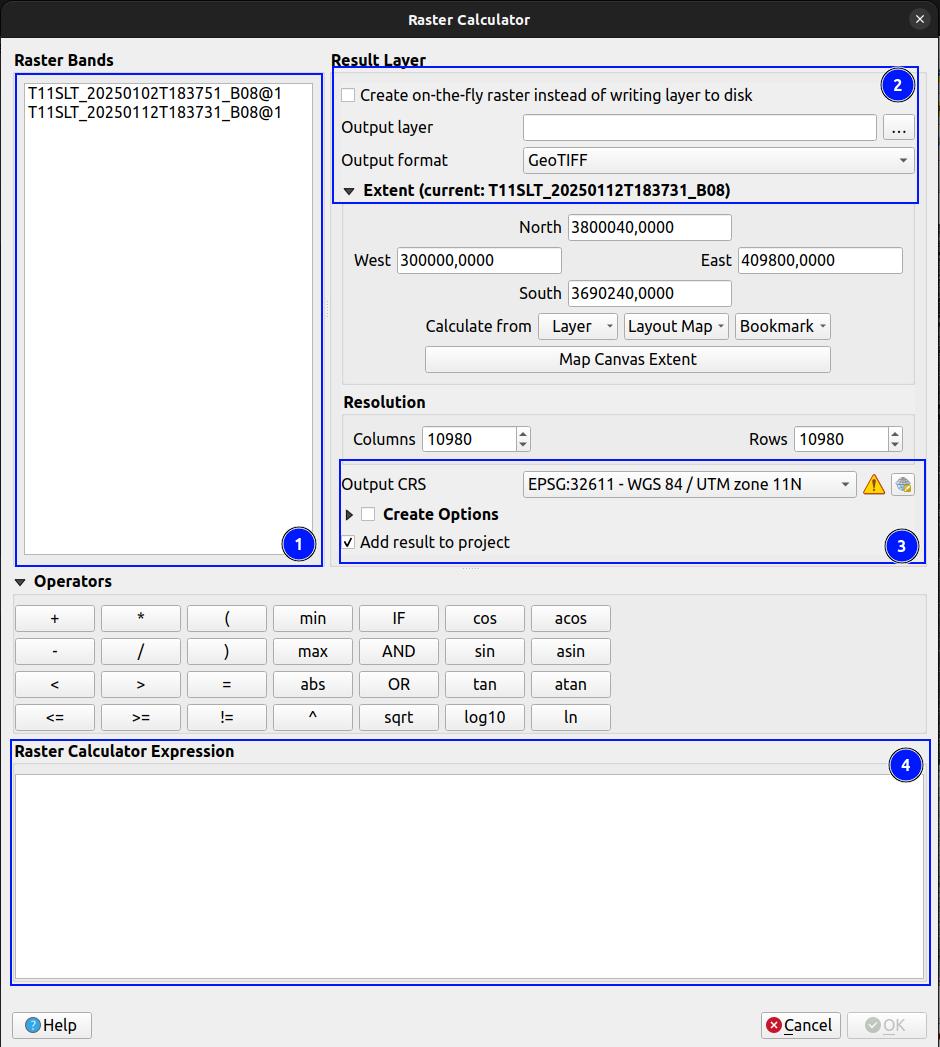 Raster Calculator
Raster Bands
T11SLT_20250102T183751_B08@1
T11SLT_20250112T183731_B08@1
1
Result Layer
2
Create on-the-fly raster instead of writing layer to disk
Output layer ...
Output format GeoTIFF
Extent (current: T11SLT_20250112T183731_B08)
North 3800040,0000
West 300000,0000 East 409800,0000
South 3690240,0000
Calculate from Layer Layout Map Bookmark
Map Canvas Extent
Resolution
Columns 10980 Rows 10980
Output CRS EPSG:32611 - WGS 84 / UTM zone 11N
Create Options
Add result to project
3
Operators
+ * ( min IF cos acos
- / ) max AND sin asin
< > = abs OR tan atan
<= >= != ^ sqrt log10 ln
Raster Calculator Expression
4
Help Cancel OK